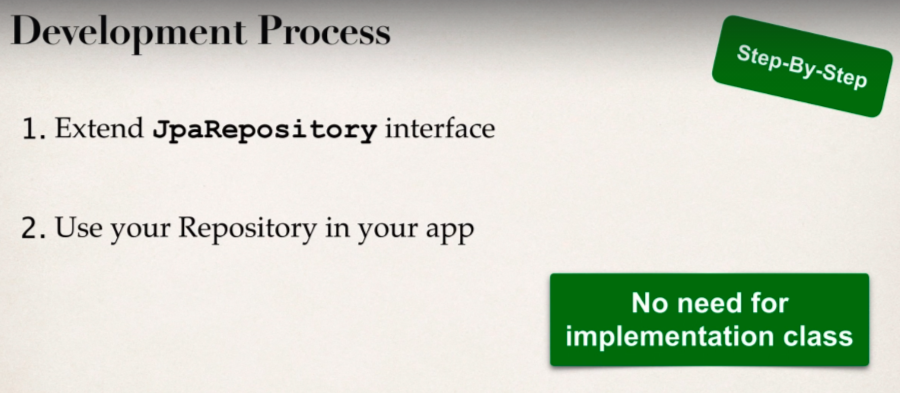 Development Process
Step-By-Step
1. Extend JpaRepository interface
2. Use your Repository in your app
No need for
implementation class